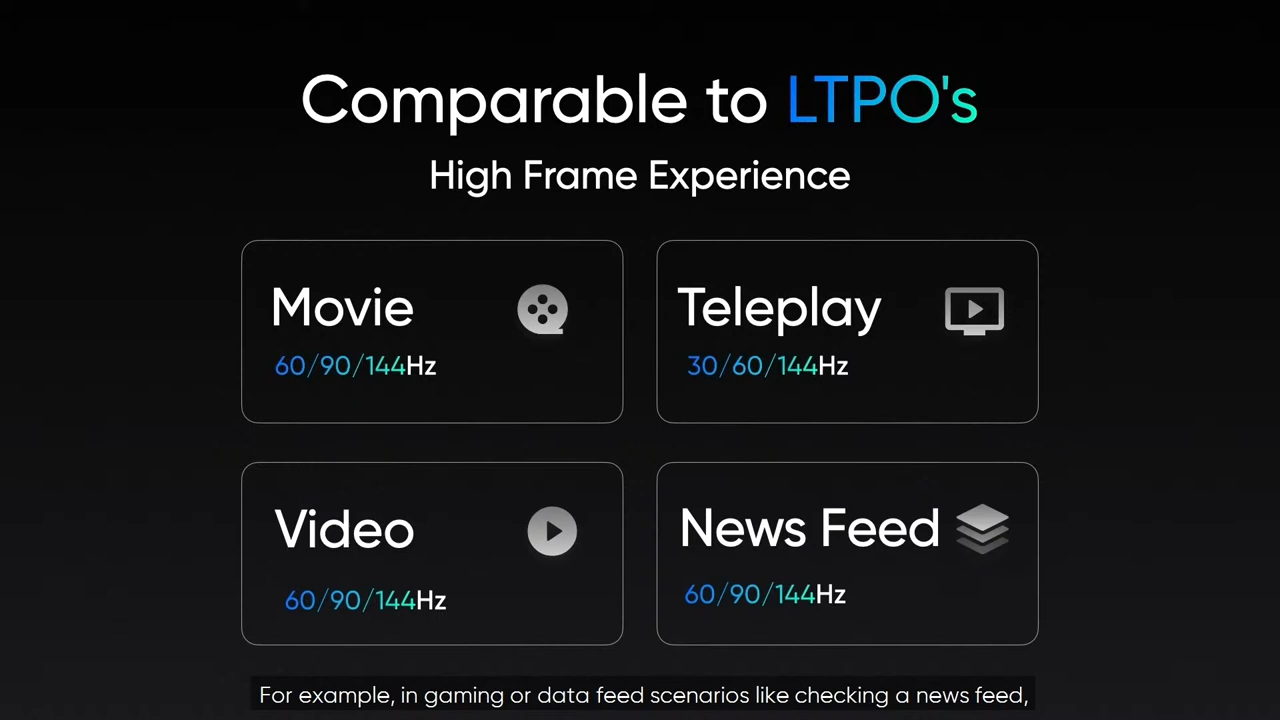 Comparable to LTPO's
High Frame Experience
Movie
60/90/144Hz
Teleplay
30/60/144Hz
Video
60/90/144Hz
News Feed
60/90/144Hz
For example, in gaming or data feed scenarios like checking a news feed,